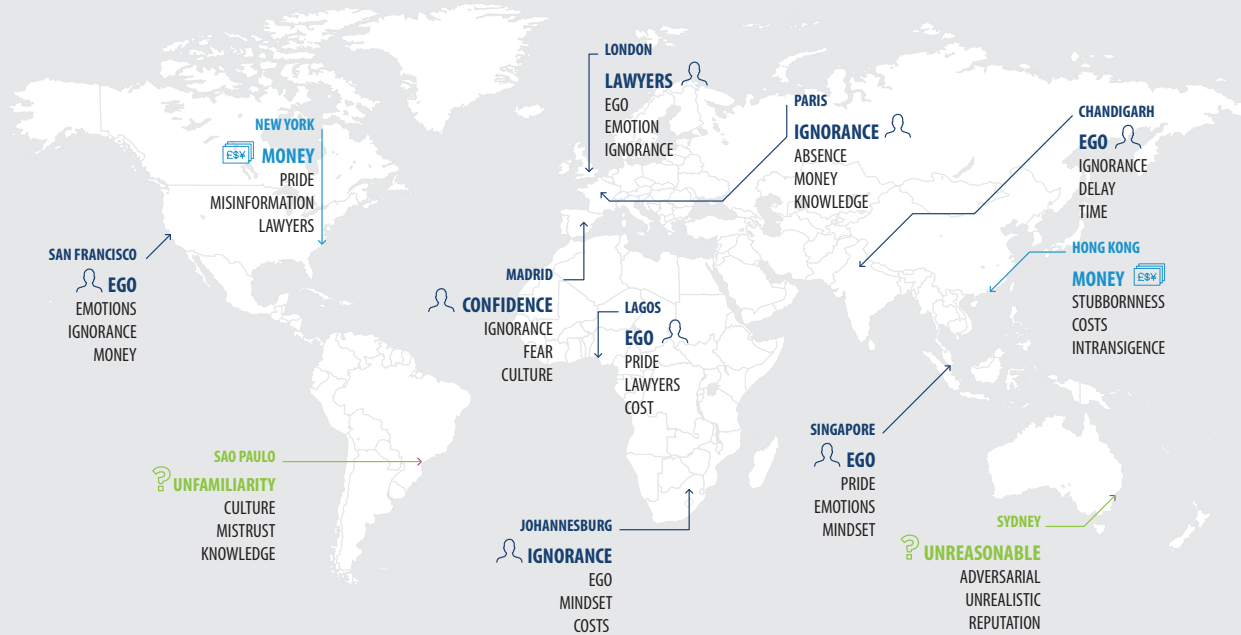 LONDON
LAWYERS
EGO
EMOTION
IGNORANCE
PARIS
IGNORANCE
ABSENCE
MONEY
KNOWLEDGE
CHANDIGARH
EGO
IGNORANCE
DELAY
TIME
NEW YORK
£$¥ MONEY
PRIDE
MISINFORMATION
LAWYERS
SAN FRANCISCO
EGO
EMOTIONS
IGNORANCE
MONEY
MADRID
CONFIDENCE
IGNORANCE
FEAR
CULTURE
LAGOS
EGO
PRIDE
LAWYERS
COST
HONG KONG
MONEY £$¥
STUBBORNNESS
COSTS
INTRANSIGENCE
SAO PAULO
? UNFAMILIARITY
CULTURE
MISTRUST
KNOWLEDGE
JOHANNESBURG
IGNORANCE
EGO
MINDSET
COSTS
SINGAPORE
EGO
PRIDE
EMOTIONS
MINDSET
SYDNEY
? UNREASONABLE
ADVERSARIAL
UNREALISTIC
REPUTATION